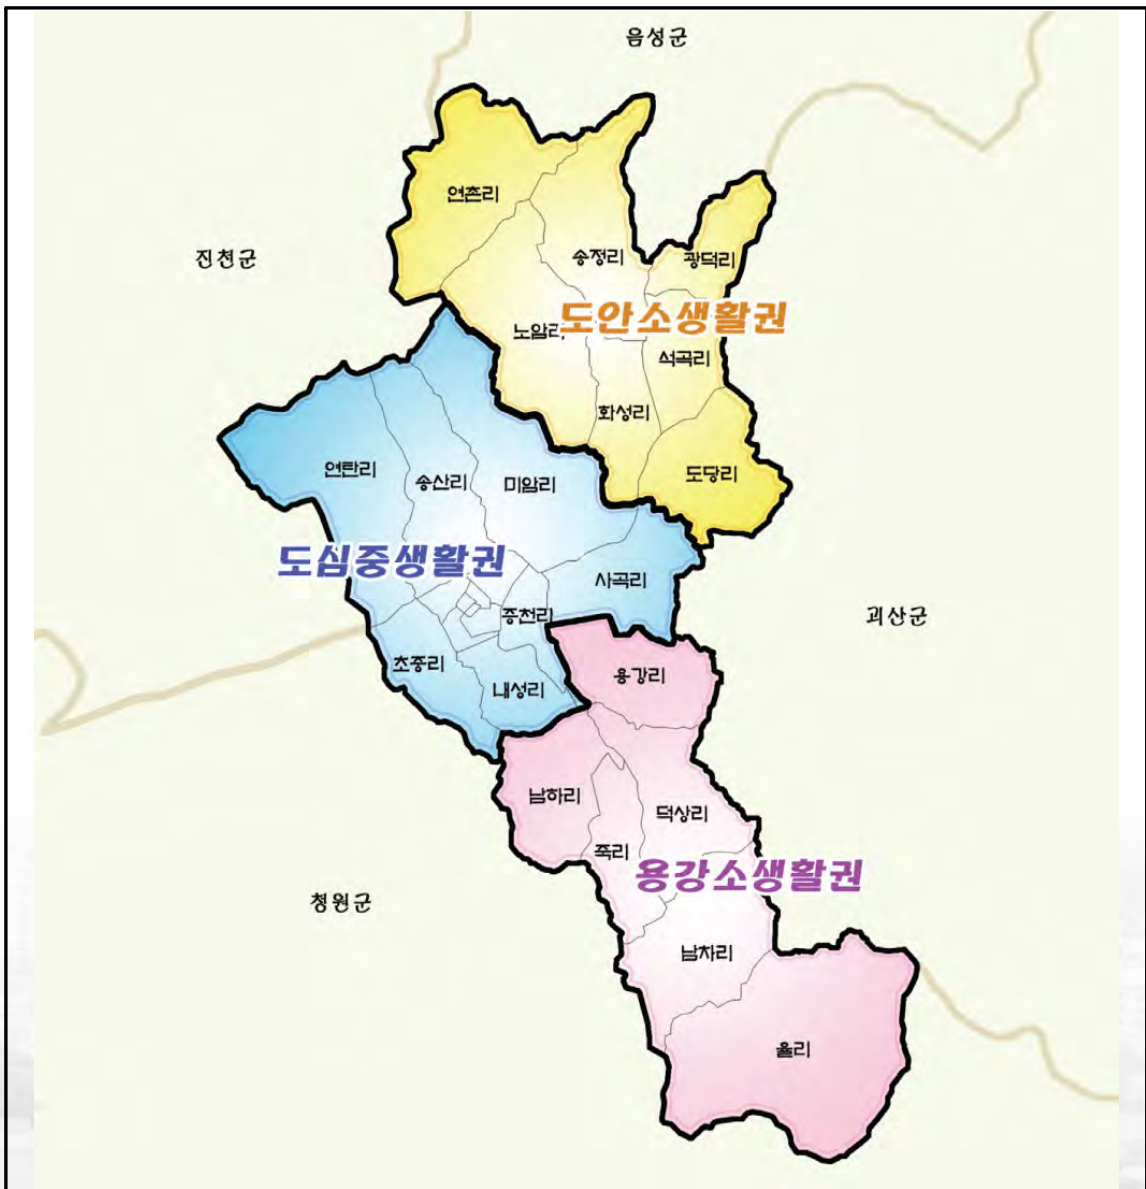 음성군
연촌리
진천군
송정리
광덕리
도안소생활권
노암리
석곡리
화성리
연탄리
송산리
미암리
도당리
도심중생활권
사곡리
증천리
괴산군
초중리
내성리
용강리
남하리
덕상리
죽리
용강소생활권
청원군
남차리
율리